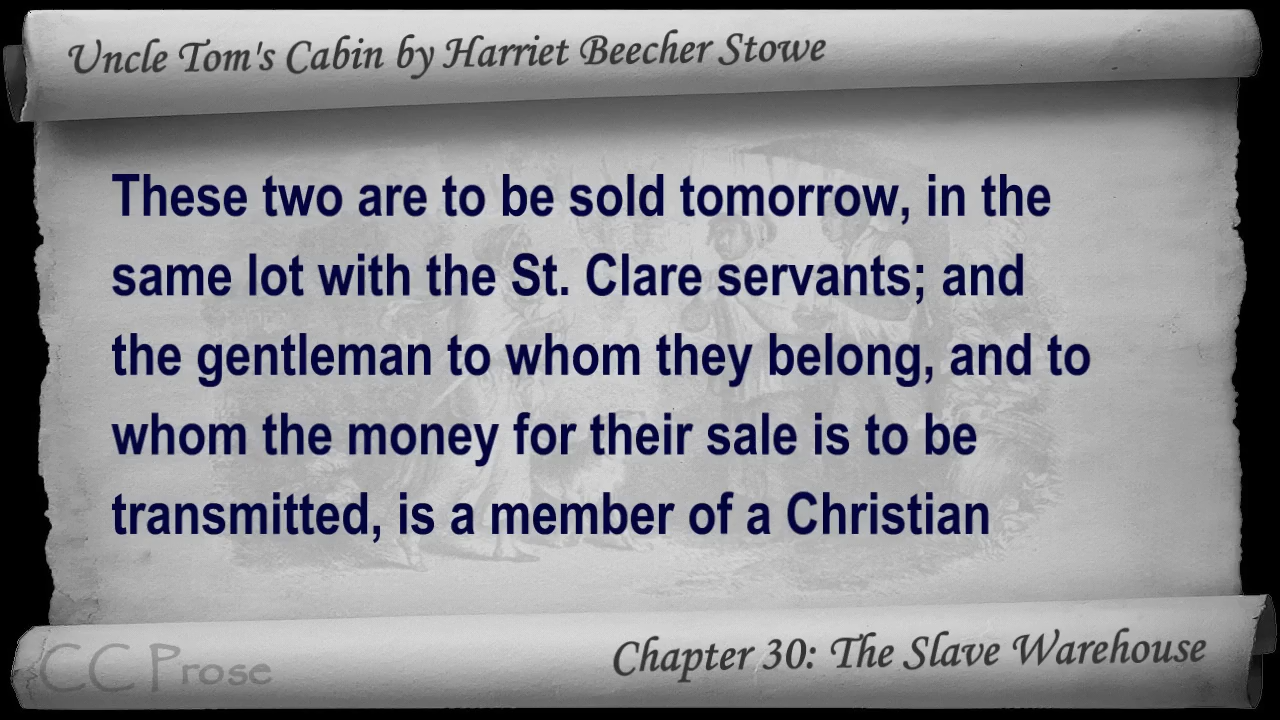 Uncle Tom's Cabin by Harriet Beecher Stowe
These two are to be sold tomorrow, in the
same lot with the St. Clare servants; and
the gentleman to whom they belong, and to
whom the money for their sale is to be
transmitted, is a member of a Christian
CC Prose
Chapter 30: The Slave Warehouse